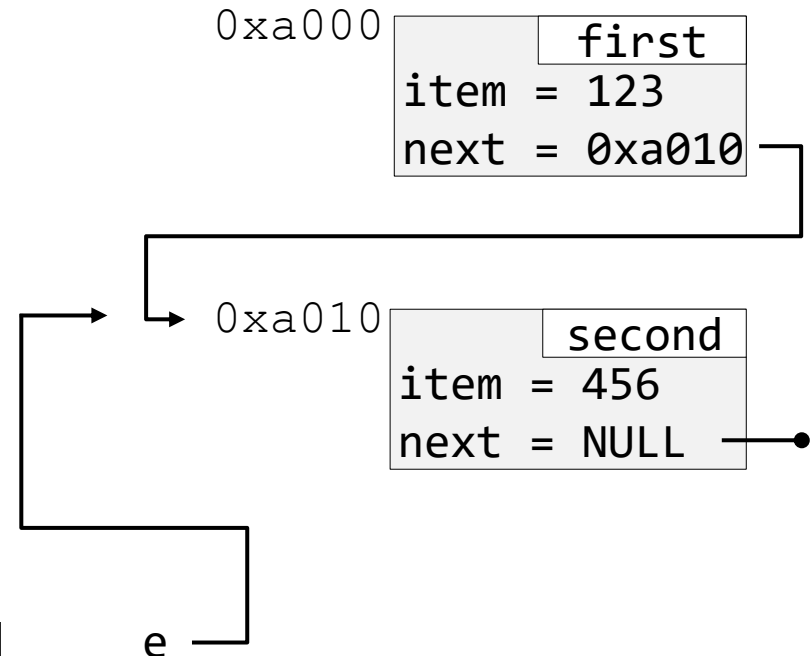 0xa000
first
item = 123
next = 0xa010
0xa010
second
item = 456
next = NULL
e